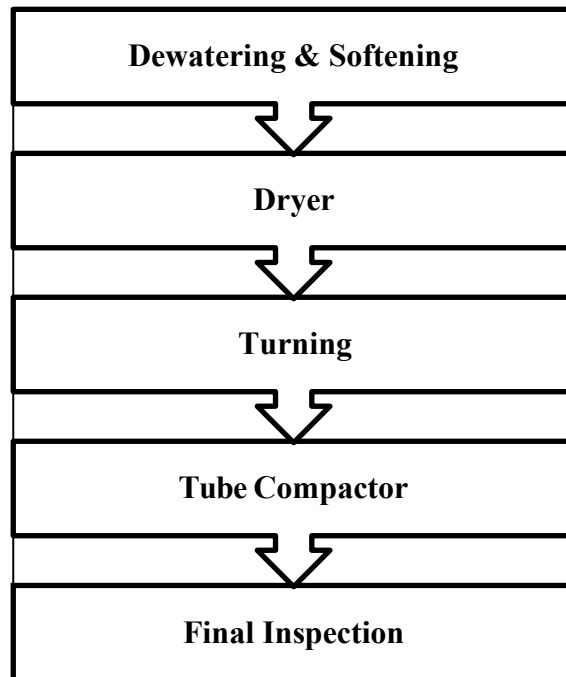 Dewatering & Softening
Dryer
Turning
Tube Compactor
Final Inspection